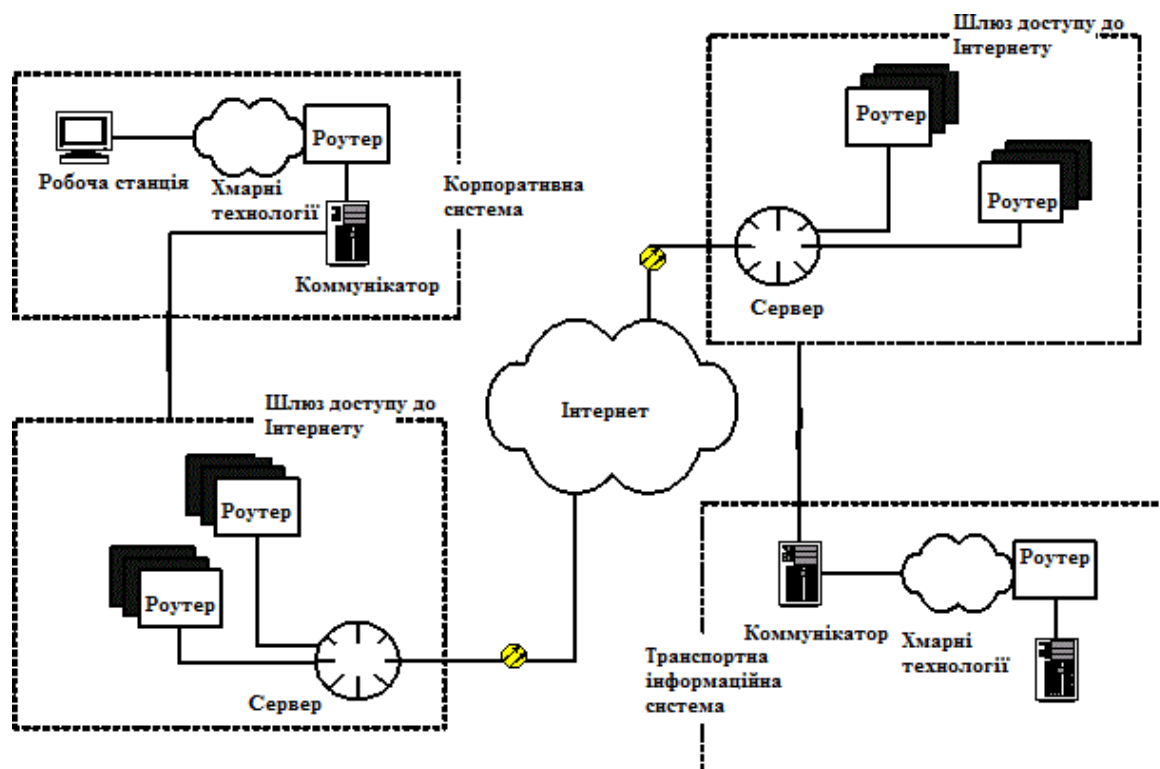 Шлюз доступу до
Інтернету
Роутер
Роутер
Сервер
Роутер
Робоча станція
Хмарні
технології
Корпоративна
система
Коммунікатор
Інтернет
Шлюз доступу до
Інтернету
Роутер
Роутер
Сервер
Роутер
Коммунікатор
Хмарні
технології
Транспортна
інформаційна
система